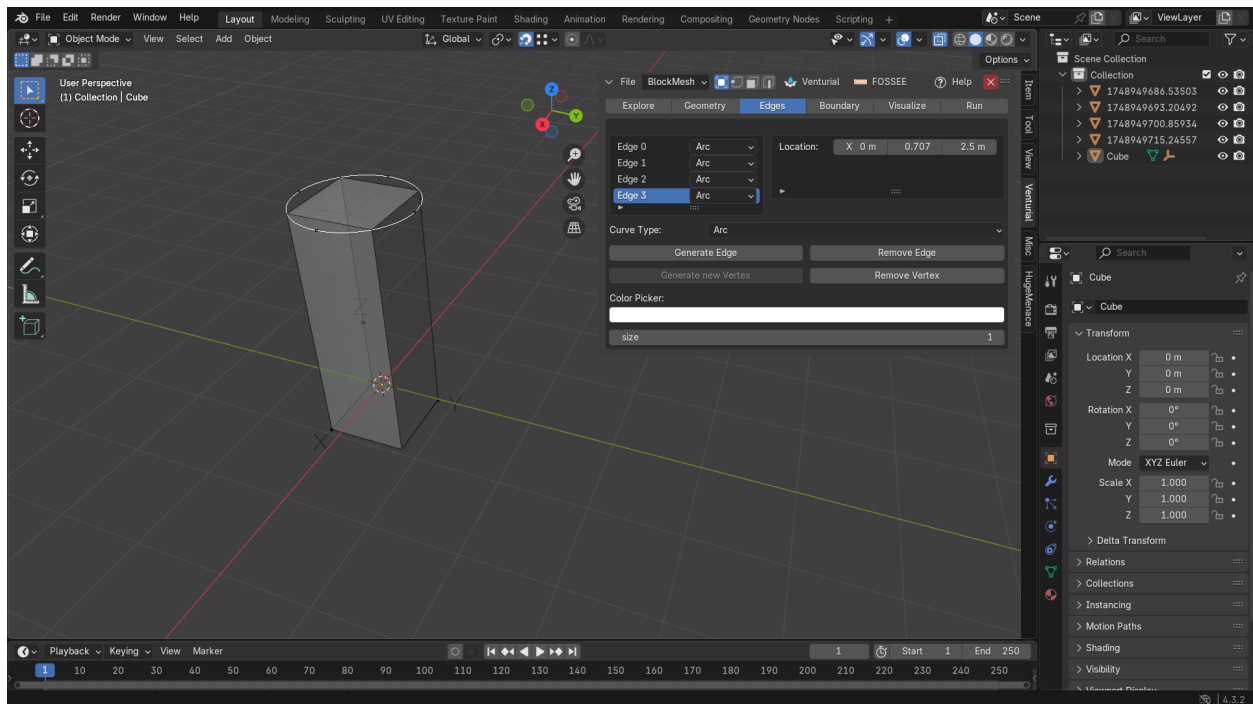 File Edit Render Window Help Layout Modeling Sculpting UV Editing Texture Paint Shading Animation Rendering Compositing Geometry Nodes Scripting + Scene ViewLayer
Object Mode View Select Add Object Global Search
Options
User Perspective
(1) Collection | Cube
Z
Y
X
Z
X
Y
File BlockMesh Venturial FOSSEE Help
Explore Geometry Edges Boundary Visualize Run
Edge 0 Arc
Edge 1 Arc
Edge 2 Arc
Edge 3 Arc
Location: X 0 m 0.707 2.5 m
Curve Type: Arc
Generate Edge Remove Edge
Generate new Vertex Remove Vertex
Color Picker:
size 1
Item
Tool
View
Venturial
Misc
HugeMenace
Scene Collection
Collection
1748949686.53503
1748949693.20492
1748949700.85934
1748949715.24557
Cube
Search
Cube
Cube
Transform
Location X 0 m
Y 0 m
Z 0 m
Rotation X 0°
Y 0°
Z 0°
Mode XYZ Euler
Scale X 1.000
Y 1.000
Z 1.000
Delta Transform
Relations
Collections
Instancing
Motion Paths
Shading
Visibility
Viewport Display
Playback Keying View Marker 1 Start 1 End 250
1 10 20 30 40 50 60 70 80 90 100 110 120 130 140 150 160 170 180 190 200 210 220 230 240 250
4.3.2